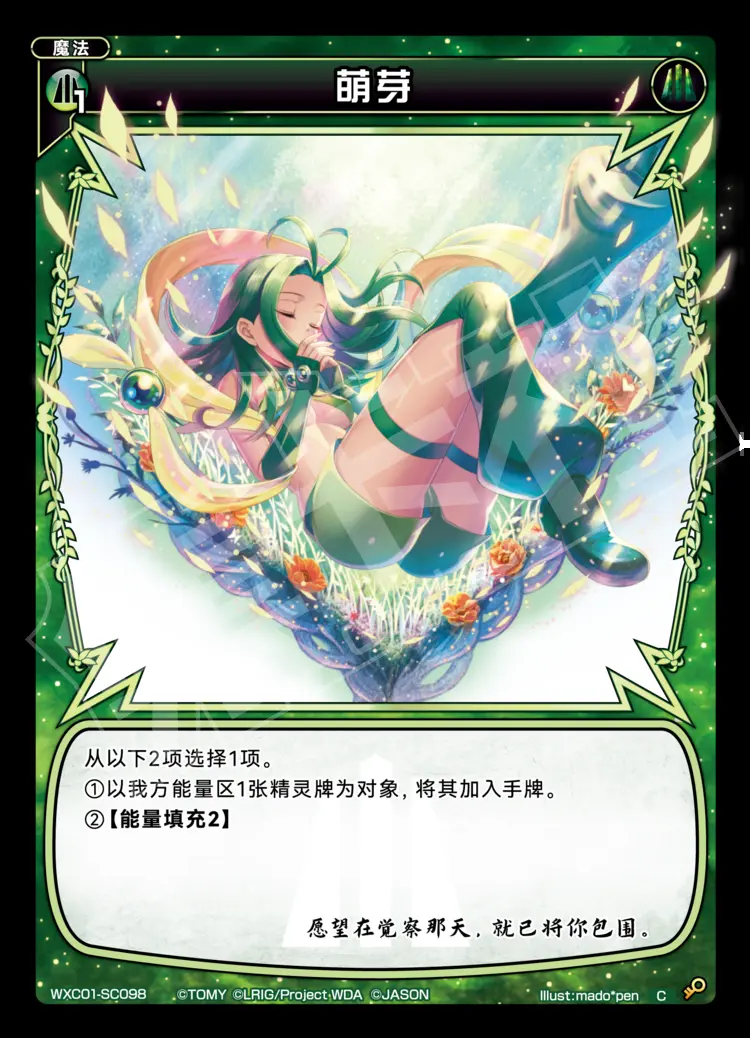 魔法
1
萌芽
从以下2项选择1项。
①以我方能量区1张精灵牌为对象，将其加入手牌。
②【能量填充2】
愿望在觉察那天，就已将你包围。
WXC01-SC098 ©TOMY ©LRIG/Project WDA ©JASON Illust:mado*pen C